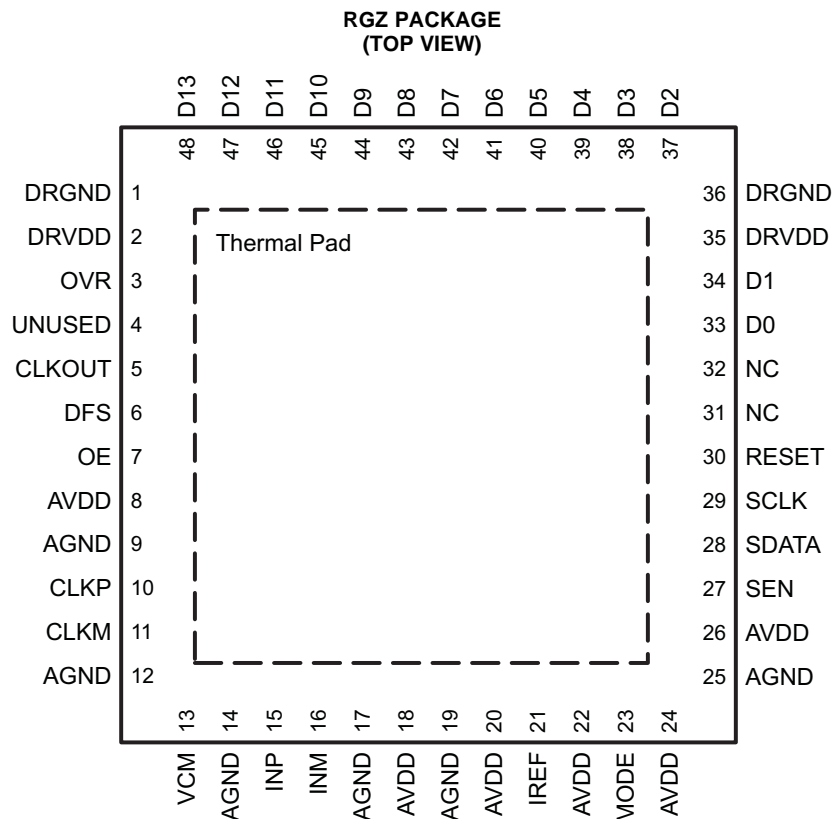 RGZ PACKAGE
(TOP VIEW)
D13 D12 D11 D10 D9 D8 D7 D6 D5 D4 D3 D2
48 47 46 45 44 43 42 41 40 39 38 37
DRGND 1 36 DRGND
DRVDD 2 Thermal Pad 35 DRVDD
OVR 3 34 D1
UNUSED 4 33 D0
CLKOUT 5 32 NC
DFS 6 31 NC
OE 7 30 RESET
AVDD 8 29 SCLK
AGND 9 28 SDATA
CLKP 10 27 SEN
CLKM 11 26 AVDD
AGND 12 25 AGND
13 14 15 16 17 18 19 20 21 22 23 24
VCM AGND INP INM AGND AVDD AGND AVDD IREF AVDD MODE AVDD